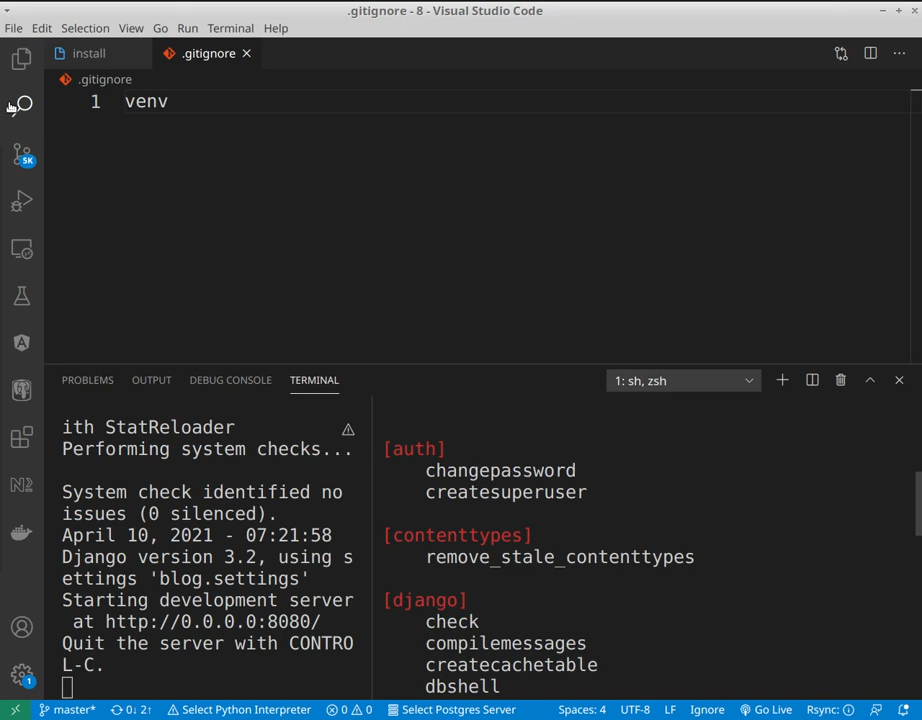 .gitignore - 8 - Visual Studio Code
File Edit Selection View Go Run Terminal Help
install .gitignore
.gitignore
1 venv
5K
PROBLEMS OUTPUT DEBUG CONSOLE TERMINAL 1: sh, zsh
ith StatReloader
Performing system checks...
System check identified no
issues (0 silenced).
April 10, 2021 - 07:21:58
Django version 3.2, using s
ettings 'blog.settings'
Starting development server
at http://0.0.0.0:8080/
Quit the server with CONTRO
L-C.
[auth]
changepassword
createsuperuser
[contenttypes]
remove_stale_contenttypes
[django]
check
compilemessages
createcachetable
dbshell
1
master* 0↓ 2↑ Select Python Interpreter 0 0 Select Postgres Server Spaces: 4 UTF-8 LF Ignore Go Live Rsync: